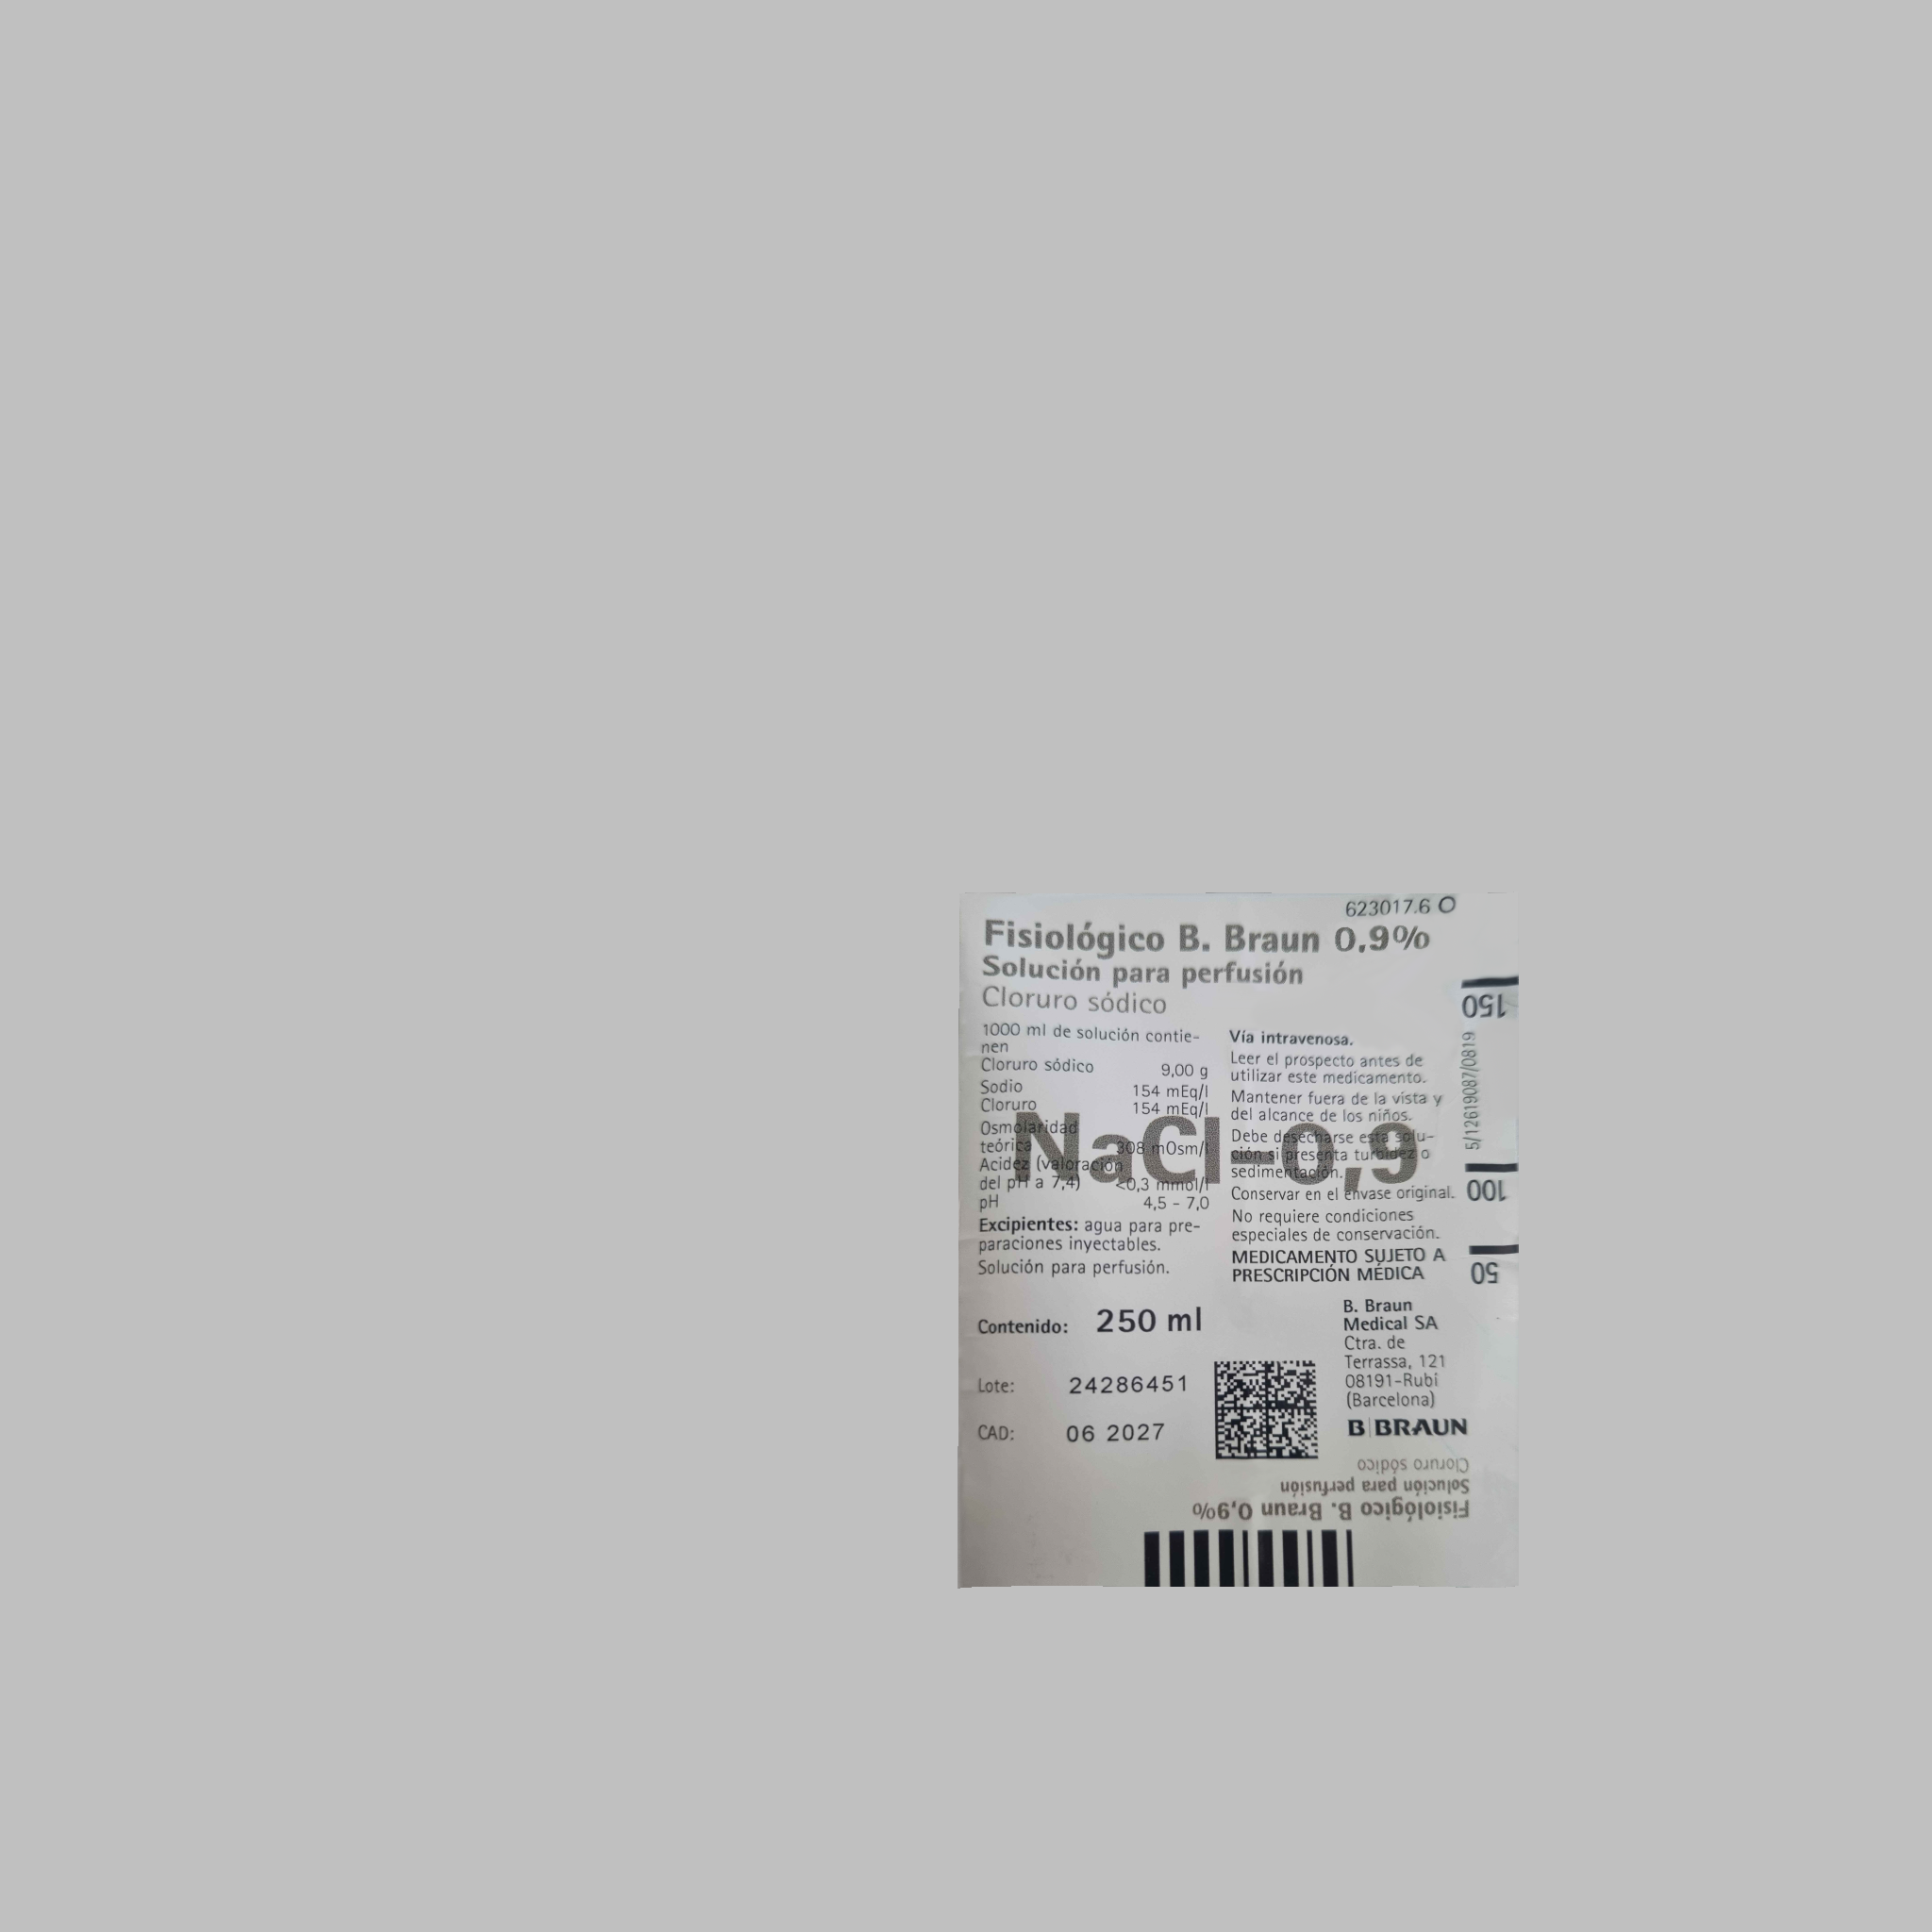 623017.6 O
Fisiológico B. Braun 0,9%
Solución para perfusión
Cloruro sódico
1000 ml de solución contie-
nen
Cloruro sódico 9,00 g
Sodio 154 mEq/l
Cloruro 154 mEq/l
Osmolaridad
teórica 308 mOsm/l
Acidez (valoración
del pH a 7,4) <0,3 mmol/l
pH 4,5 - 7,0
Excipientes: agua para pre-
paraciones inyectables.
Solución para perfusión.
NaCl-0,9
Vía intravenosa.
Leer el prospecto antes de
utilizar este medicamento.
Mantener fuera de la vista y
del alcance de los niños.
Debe desecharse esta solu-
ción si presenta turbidez o
sedimentación.
Conservar en el envase original.
No requiere condiciones
especiales de conservación.
MEDICAMENTO SUJETO A
PRESCRIPCIÓN MÉDICA
150
5/12619087/0819
100
50
Contenido: 250 ml
Lote: 24286451
CAD: 06 2027
B. Braun
Medical SA
Ctra. de
Terrassa, 121
08191-Rubí
(Barcelona)
B|BRAUN
Fisiológico B. Braun 0,9%
Solución para perfusión
Cloruro sódico